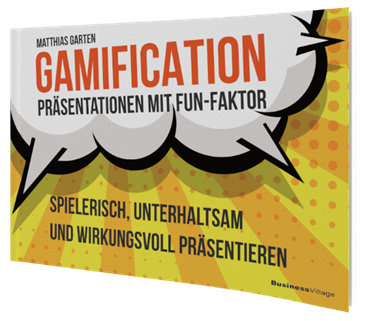 MATTHIAS GARTEN
GAMIFICATION
PRÄSENTATIONEN MIT FUN-FAKTOR
SPIELERISCH, UNTERHALTSAM
UND WIRKUNGSVOLL PRÄSENTIEREN
BusinessVillage